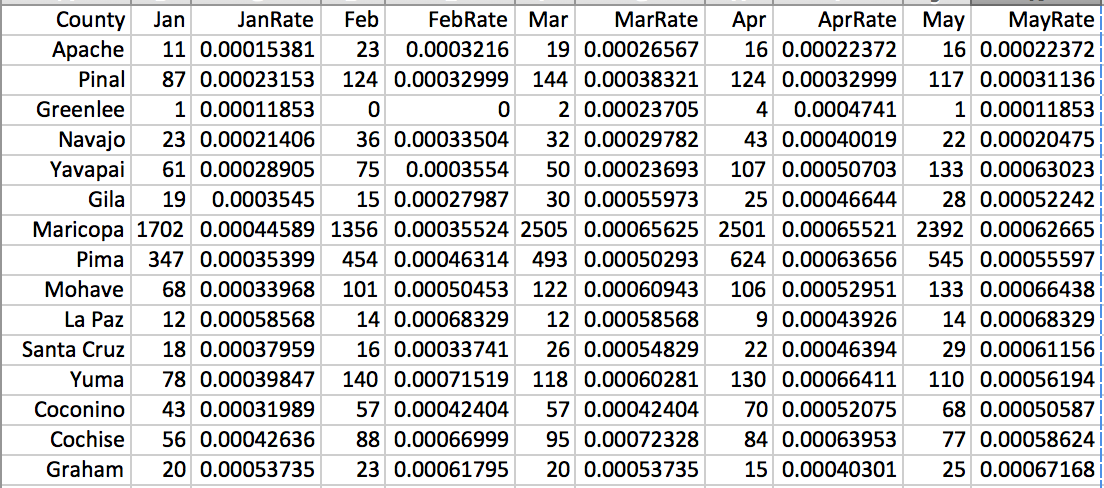 County Jan JanRate Feb FebRate Mar MarRate Apr AprRate May MayRate
Apache 11 0.00015381 23 0.0003216 19 0.00026567 16 0.00022372 16 0.00022372
Pinal 87 0.00023153 124 0.00032999 144 0.00038321 124 0.00032999 117 0.00031136
Greenlee 1 0.00011853 0 0 2 0.00023705 4 0.0004741 1 0.00011853
Navajo 23 0.00021406 36 0.00033504 32 0.00029782 43 0.00040019 22 0.00020475
Yavapai 61 0.00028905 75 0.0003554 50 0.00023693 107 0.00050703 133 0.00063023
Gila 19 0.0003545 15 0.00027987 30 0.00055973 25 0.00046644 28 0.00052242
Maricopa 1702 0.00044589 1356 0.00035524 2505 0.00065625 2501 0.00065521 2392 0.00062665
Pima 347 0.00035399 454 0.00046314 493 0.00050293 624 0.00063656 545 0.00055597
Mohave 68 0.00033968 101 0.00050453 122 0.00060943 106 0.00052951 133 0.00066438
La Paz 12 0.00058568 14 0.00068329 12 0.00058568 9 0.00043926 14 0.00068329
Santa Cruz 18 0.00037959 16 0.00033741 26 0.00054829 22 0.00046394 29 0.00061156
Yuma 78 0.00039847 140 0.00071519 118 0.00060281 130 0.00066411 110 0.00056194
Coconino 43 0.00031989 57 0.00042404 57 0.00042404 70 0.00052075 68 0.00050587
Cochise 56 0.00042636 88 0.00066999 95 0.00072328 84 0.00063953 77 0.00058624
Graham 20 0.00053735 23 0.00061795 20 0.00053735 15 0.00040301 25 0.00067168